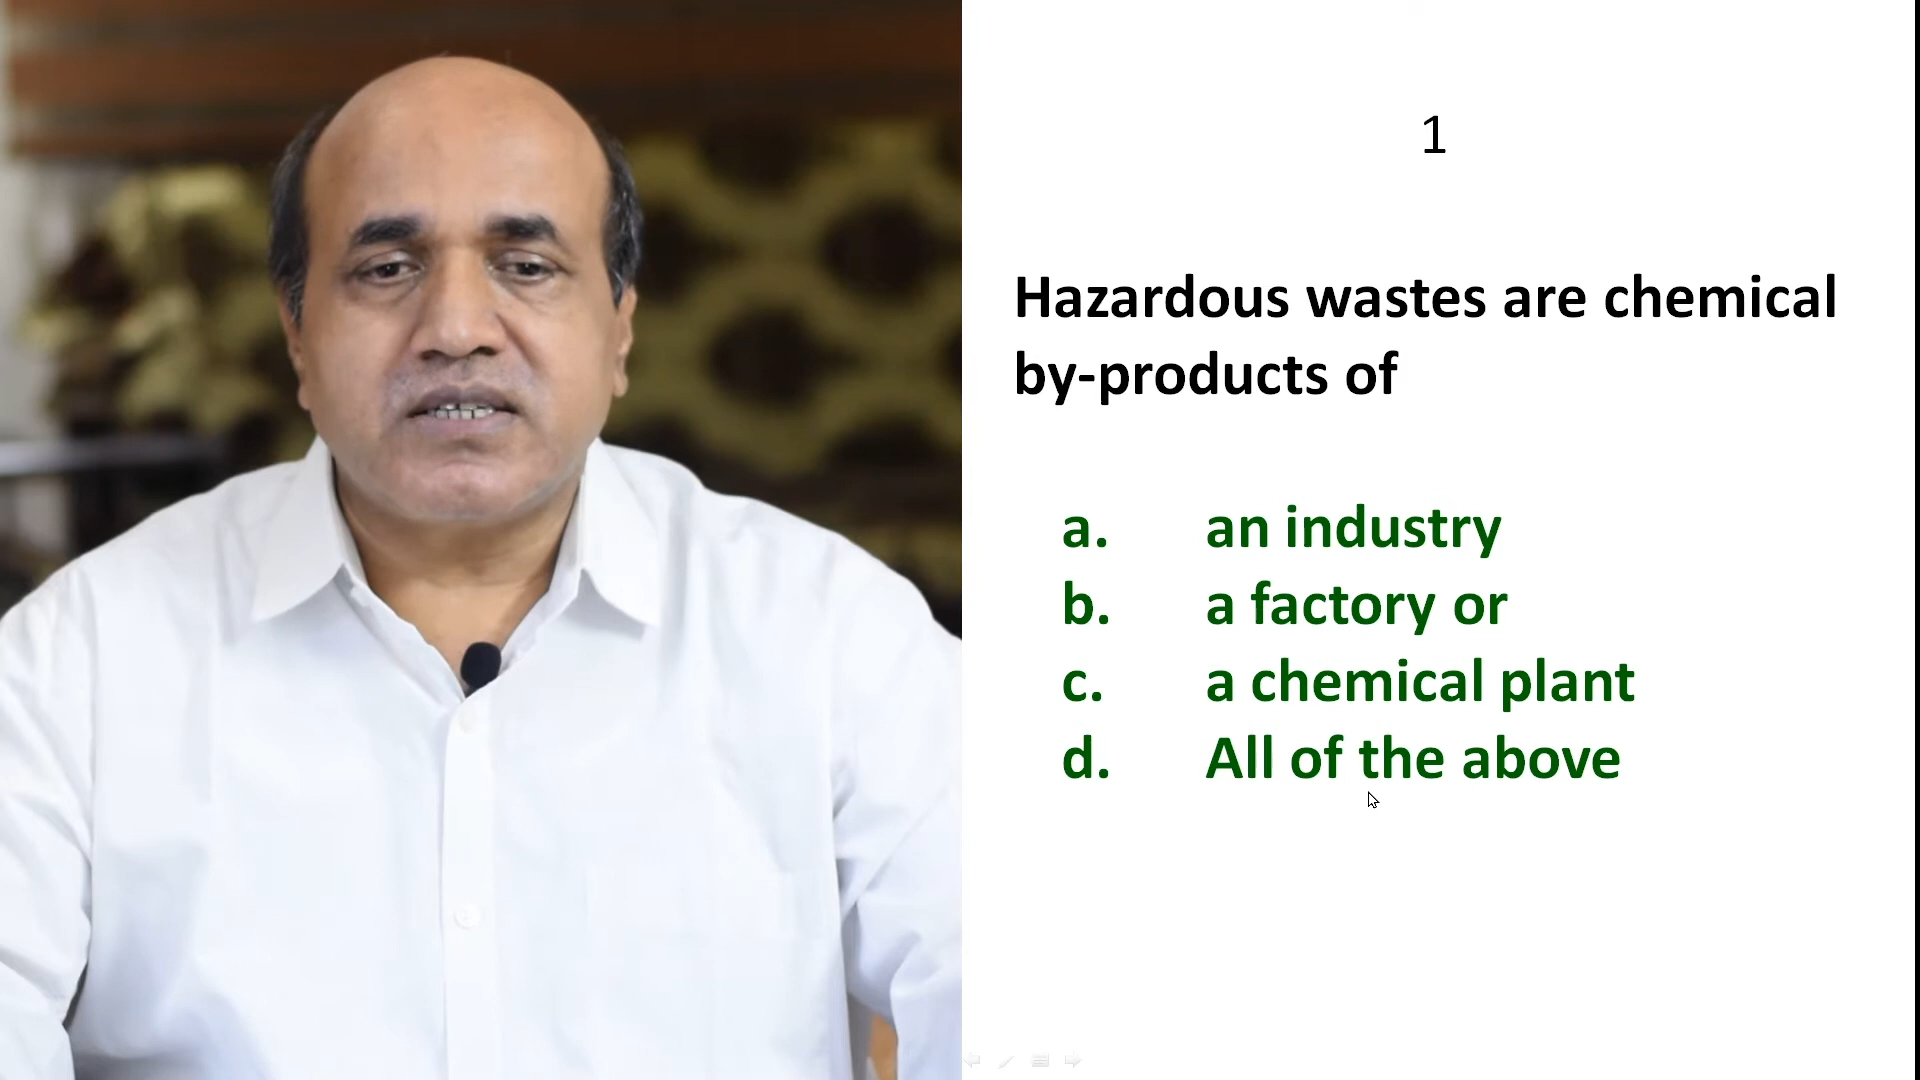 1
Hazardous wastes are chemical
by-products of
a. an industry
b. a factory or
c. a chemical plant
d. All of the above